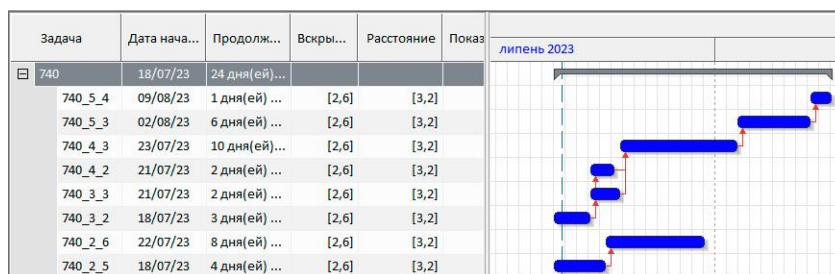 Задача Дата нача... Продолж... Вскры... Расстояние Показ
липень 2023
740 18/07/23 24 дня(ей)...
740_5_4 09/08/23 1 дня(ей) ... [2,6] [3,2]
740_5_3 02/08/23 6 дня(ей) ... [2,6] [3,2]
740_4_3 23/07/23 10 дня(ей)... [2,6] [3,2]
740_4_2 21/07/23 2 дня(ей) ... [2,6] [3,2]
740_3_3 21/07/23 2 дня(ей) ... [2,6] [3,2]
740_3_2 18/07/23 3 дня(ей) ... [2,6] [3,2]
740_2_6 22/07/23 8 дня(ей) ... [2,6] [3,2]
740_2_5 18/07/23 4 дня(ей) ... [2,6] [3,2]